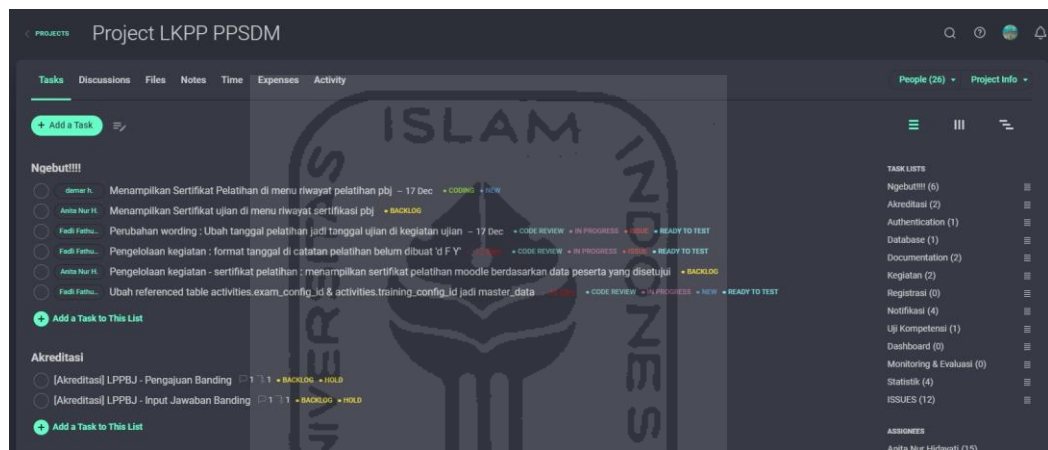 PROJECTS
Project LKPP PPSDM
Tasks Discussions Files Notes Time Expenses Activity
People (26) Project Info
+ Add a Task
Ngebut!!!!
damar h. Menampilkan Sertifikat Pelatihan di menu riwayat pelatihan pbj – 17 Dec CODING NEW
Anita Nur H. Menampilkan Sertifikat ujian di menu riwayat sertifikasi pbj BACKLOG
Fadli Fathu... Perubahan wording : Ubah tanggal pelatihan jadi tanggal ujian di kegiatan ujian – 17 Dec CODE REVIEW IN PROGRESS ISSUE READY TO TEST
Fadli Fathu... Pengelolaan kegiatan : format tanggal di catatan pelatihan belum dibuat 'd F Y' CODE REVIEW IN PROGRESS ISSUE READY TO TEST
Anita Nur H. Pengelolaan kegiatan - sertifikat pelatihan : menampilkan sertifikat pelatihan moodle berdasarkan data peserta yang disetujui BACKLOG
Fadli Fathu... Ubah referenced table activities.exam_config_id & activities.training_config_id jadi master_data CODE REVIEW IN PROGRESS NEW READY TO TEST
+ Add a Task to This List
Akreditasi
[Akreditasi] LPPBJ - Pengajuan Banding 1 1 BACKLOG HOLD
[Akreditasi] LPPBJ - Input Jawaban Banding 1 1 BACKLOG HOLD
+ Add a Task to This List
TASK LISTS
Ngebut!!!! (6)
Akreditasi (2)
Authentication (1)
Database (1)
Documentation (2)
Kegiatan (2)
Registrasi (0)
Notifikasi (4)
Uji Kompetensi (1)
Dashboard (0)
Monitoring & Evaluasi (0)
Statistik (4)
ISSUES (12)
ASSIGNEES
Anita Nur Hidayati (15)
ISLAM
UNIVERSITAS
INDONES